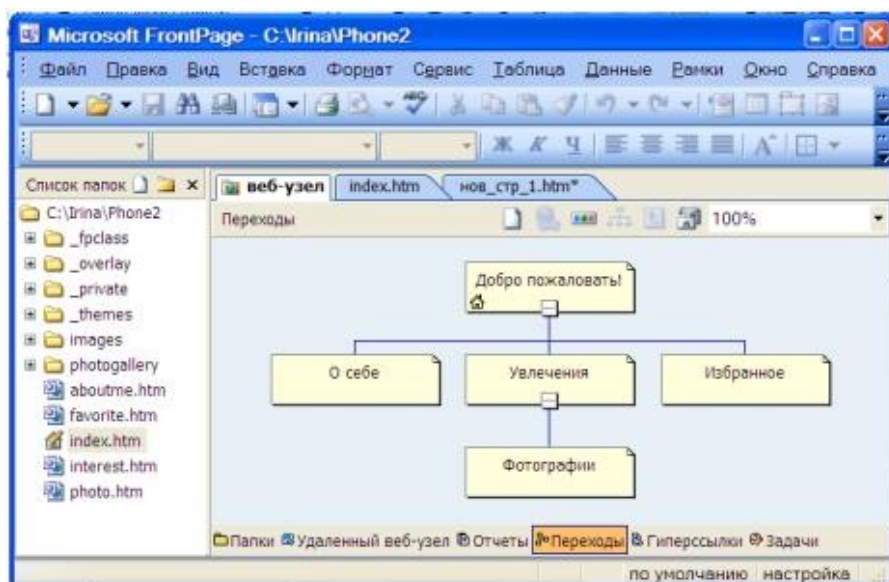 Microsoft FrontPage - C:\Irina\Phone2
Файл Правка Вид Вставка Формат Сервис Таблица Данные Рамки Окно Справка
Ж К Ч
Список папок
веб-узел index.htm нов_стр_1.htm*
C:\Irina\Phone2
Переходы 100%
_fpclass
_overlay
_private
_themes
images
photogallery
aboutme.htm
favorite.htm
index.htm
interest.htm
photo.htm
Добро пожаловать!
О себе Увлечения Избранное
Фотографии
Папки Удаленный веб-узел Отчеты Переходы Гиперссылки Задачи
по умолчанию настройка